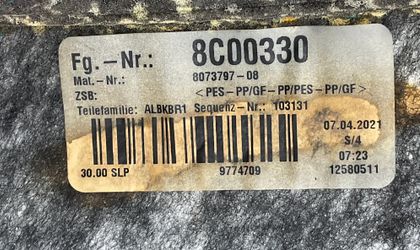 Fg.-Nr.: 8C00330
Mat.-Nr.: 8073797-08
ZSB: <PES-PP/GF-PP/PES-PP/GF>
Teilefamilie: ALBKBR1 Sequenz-Nr.: 103131
07.04.2021
S/4
07:23
30.00 SLP 9774709 12580511